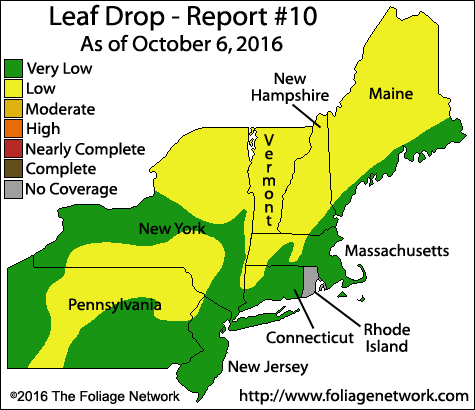 Leaf Drop - Report #10
As of October 6, 2016
Very Low
Low
Moderate
High
Nearly Complete
Complete
No Coverage
New
Hampshire
Maine
Vermont
New York
Massachusetts
Pennsylvania
Connecticut
Rhode
Island
New Jersey
©2016 The Foliage Network
http://www.foliagenetwork.com